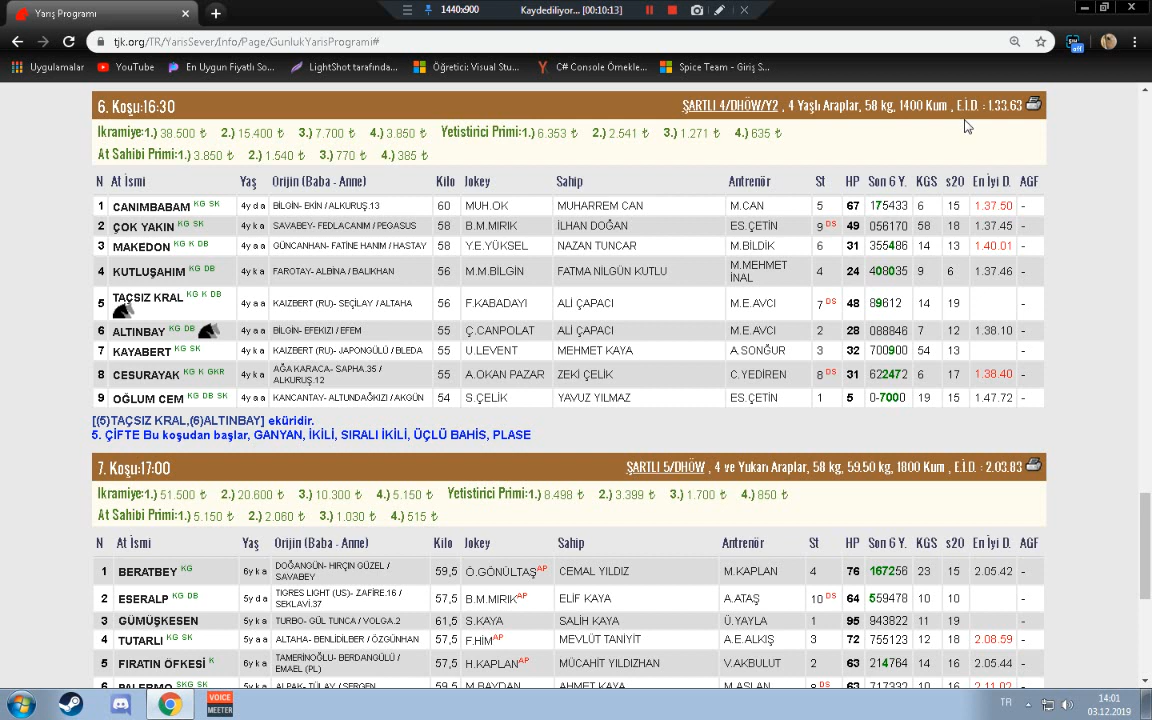 Yarış Programı
1440x900
Kaydediliyor... [00:10:13]
tjk.org/TR/YarisSever/Info/Page/GunlukYarisProgrami#
Uygulamalar YouTube En Uygun Fiyatlı So... LightShot tarafında... Öğretici: Visual Stu... C# Console Örnekle... Spice Team - Giriş S...
6. Koşu:16:30 ŞARTLI 4/DHÖW/Y2 , 4 Yaşlı Araplar, 58 kg, 1400 Kum , E.İ.D. : 1.33.63
İkramiye:1.) 38.500 ₺ 2.) 15.400 ₺ 3.) 7.700 ₺ 4.) 3.850 ₺ Yetistirici Primi:1.) 6.353 ₺ 2.) 2.541 ₺ 3.) 1.271 ₺ 4.) 635 ₺
At Sahibi Primi:1.) 3.850 ₺ 2.) 1.540 ₺ 3.) 770 ₺ 4.) 385 ₺
N At İsmi Yaş Orijin (Baba - Anne) Kilo Jokey Sahip Antrenör St HP Son 6 Y. KGS s20 En İyi D. AGF
1 CANIMBABAM KG SK 4y d a BİLGİN- EKİN / ALKURUŞ.13 60 MUH.OK MUHARREM CAN M.CAN 5 67 175433 6 15 1.37.50 -
2 ÇOK YAKIN KG SK 4y d k a SAVABEY- FEDLACANIM / PEGASUS 58 B.M.MIRIK İLHAN DOĞAN ES.ÇETİN 9 DS 49 056170 58 18 1.37.45 -
3 MAKEDON KG K DB 4y a a GÜNCANHAN- FATİNE HANIM / HASTAY 58 Y.E.YÜKSEL NAZAN TUNCAR M.BİLDİK 6 31 355486 14 13 1.40.01 -
4 KUTLUŞAHIM KG DB 4y k a FAROTAY- ALBİNA / BALIKHAN 56 M.M.BİLGİN FATMA NİLGÜN KUTLU M.MEHMET İNAL 4 24 408035 9 6 1.37.46 -
5 TAÇSIZ KRAL KG K DB 4y a a KAIZBERT (RU)- SEÇİLAY / ALTAHA 56 F.KABADAYI ALİ ÇAPACI M.E.AVCI 7 DS 48 89612 14 19 -
6 ALTINBAY KG DB 4y a a BİLGİN- EFEKIZI / EFEM 55 Ç.CANPOLAT ALİ ÇAPACI M.E.AVCI 2 28 088846 7 12 1.38.10 -
7 KAYABERT KG SK 4y k a KAIZBERT (RU)- JAPONGÜLÜ / BLEDA 55 U.LEVENT MEHMET KAYA A.SONĞUR 3 32 700900 54 13 -
8 CESURAYAK KG K GKR 4y k a AĞA KARACA- SAPHA.35 / ALKURUŞ.12 55 A.OKAN PAZAR ZEKİ ÇELİK C.YEDİREN 8 DS 31 622472 6 17 1.38.40 -
9 OĞLUM CEM KG DB SK 4y k a KANCANTAY- ALTUNDAĞKIZI / AKGÜN 54 S.ÇELİK YAVUZ YILMAZ ES.ÇETİN 1 5 0-7000 19 15 1.47.72 -
[(5)TAÇSIZ KRAL,(6)ALTINBAY] eküridir.
5. ÇİFTE Bu koşudan başlar, GANYAN, İKİLİ, SIRALI İKİLİ, ÜÇLÜ BAHİS, PLASE
7. Koşu:17:00 ŞARTLI 5/DHÖW , 4 ve Yukarı Araplar, 58 kg, 59.50 kg, 1800 Kum , E.İ.D. : 2.03.83
İkramiye:1.) 51.500 ₺ 2.) 20.600 ₺ 3.) 10.300 ₺ 4.) 5.150 ₺ Yetistirici Primi:1.) 8.498 ₺ 2.) 3.399 ₺ 3.) 1.700 ₺ 4.) 850 ₺
At Sahibi Primi:1.) 5.150 ₺ 2.) 2.060 ₺ 3.) 1.030 ₺ 4.) 515 ₺
N At İsmi Yaş Orijin (Baba - Anne) Kilo Jokey Sahip Antrenör St HP Son 6 Y. KGS s20 En İyi D. AGF
1 BERATBEY KG 6y k a DOĞANGÜN- HIRÇIN GÜZEL / SAVABEY 59,5 Ö.GÖNÜLTAŞ AP CEMAL YILDIZ M.KAPLAN 4 76 167256 23 15 2.05.42 -
2 ESERALP KG DB 5y d a TIGRES LIGHT (US)- ZAFİRE.16 / SEKLAVİ.37 57,5 B.M.MIRIK AP ELİF KAYA A.ATAŞ 10 DS 64 559478 10 10 -
3 GÜMÜŞKESEN 5y k a TURBO- GÜL TUNCA / VOLGA.2 61,5 S.KAYA SALİH KAYA Ü.YAYLA 1 95 943822 11 19 -
4 TUTARLI KG SK 5y a a ALTAHA- BENLİDİLBER / ÖZGÜNHAN 57,5 F.HİM AP MEVLÜT TANİYİT A.E.ALKIŞ 3 72 755123 12 18 2.08.59 -
5 FIRATIN ÖFKESİ K 6y k a TAMERİNOĞLU- BERDANGÜLÜ / EMAEL (PL) 57,5 H.KAPLAN AP MÜCAHİT YILDIZHAN V.AKBULUT 2 63 214764 14 16 2.05.44 -
VOICE MEETER TR 14:01
03.12.2019